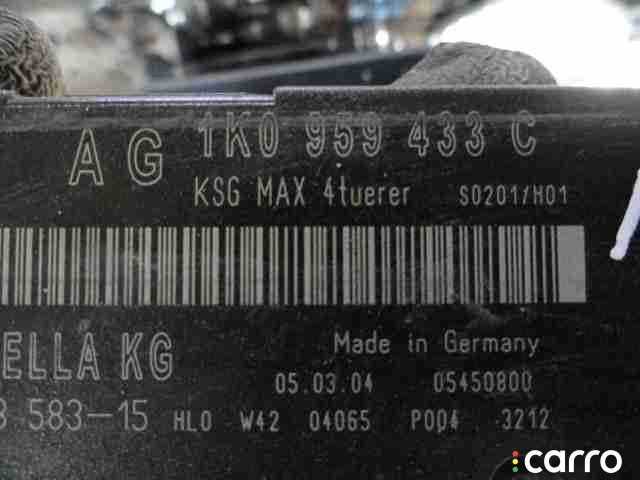 AG 1K0 959 433 C
KSG MAX 4tuerer S0201/H01
ELLA KG
Made in Germany
05.03.04 05450800
583-15 HLO W42 04065 P004 3212
carro